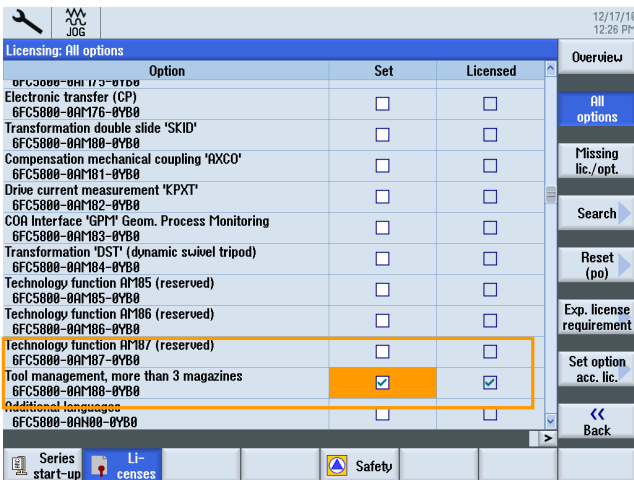 JOG
12/17/16
12:26 PM
Licensing: All options
Option
Set
Licensed
6FC5800-0AM75-0YB0
Electronic transfer (CP)
6FC5800-0AM76-0YB0
Transformation double slide 'SKID'
6FC5800-0AM80-0YB0
Compensation mechanical coupling 'AXCO'
6FC5800-0AM81-0YB0
Drive current measurement 'KPXT'
6FC5800-0AM82-0YB0
COA Interface 'GPM' Geom. Process Monitoring
6FC5800-0AM83-0YB0
Transformation 'DST' (dynamic swivel tripod)
6FC5800-0AM84-0YB0
Technology function AM85 (reserved)
6FC5800-0AM85-0YB0
Technology function AM86 (reserved)
6FC5800-0AM86-0YB0
Technology function AM87 (reserved)
6FC5800-0AM87-0YB0
Tool management, more than 3 magazines
6FC5800-0AM88-0YB0
Additional languages
6FC5800-0AN00-0YB0
Overview
All
options
Missing
lic./opt.
Search
Reset
(po)
Exp. license
requirement
Set option
acc. lic.
<<
Back
>
Series
start-up
Li-
censes
Safety